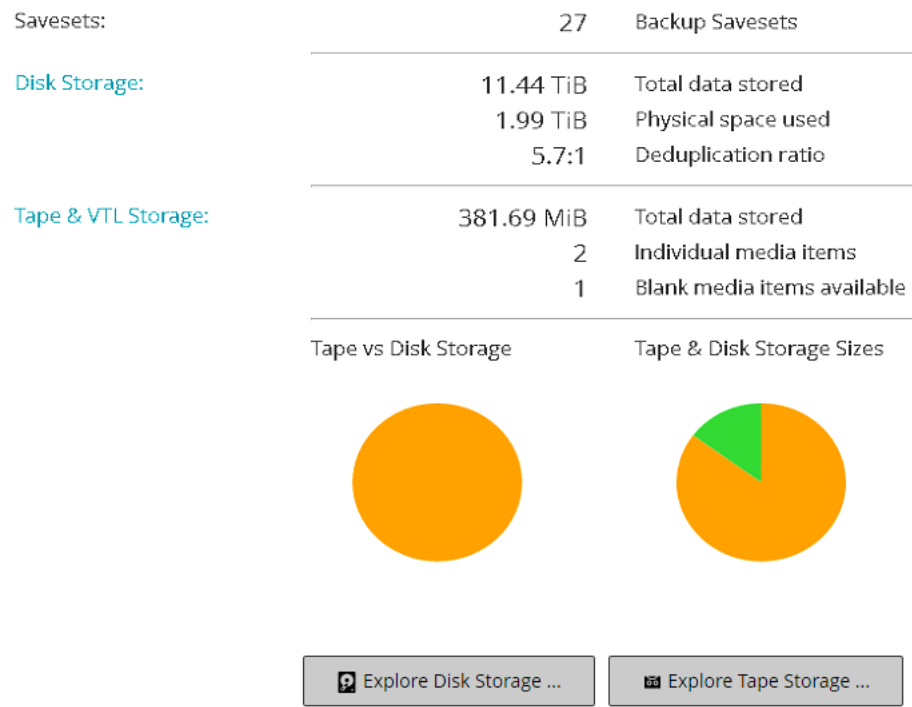 Savesets: 27 Backup Savesets
Disk Storage: 11.44 TiB Total data stored
1.99 TiB Physical space used
5.7:1 Deduplication ratio
Tape & VTL Storage: 381.69 MiB Total data stored
2 Individual media items
1 Blank media items available
Tape vs Disk Storage Tape & Disk Storage Sizes
Explore Disk Storage ... Explore Tape Storage ...